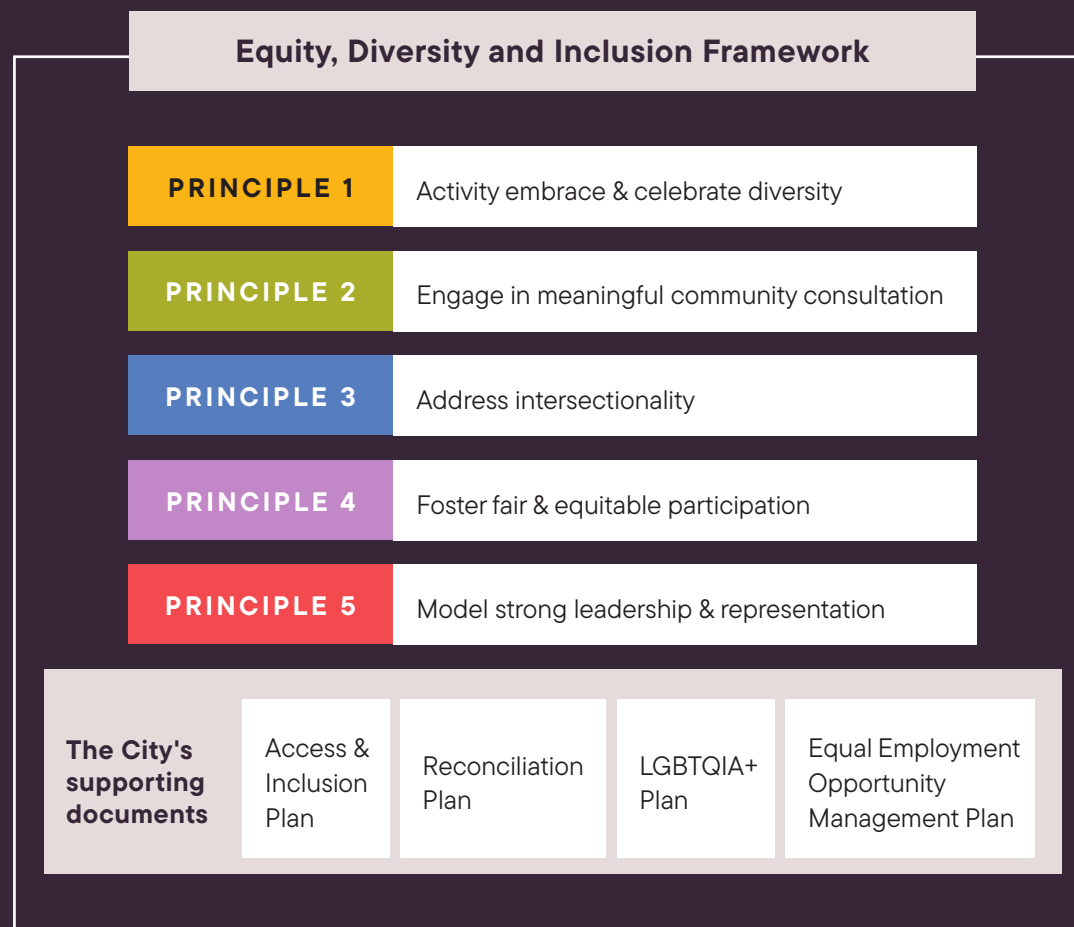 Equity, Diversity and Inclusion Framework
PRINCIPLE 1
Activity embrace & celebrate diversity
PRINCIPLE 2
Engage in meaningful community consultation
PRINCIPLE 3
Address intersectionality
PRINCIPLE 4
Foster fair & equitable participation
PRINCIPLE 5
Model strong leadership & representation
The City's
supporting
documents
Access &
Inclusion
Plan
Reconciliation
Plan
LGBTQIA+
Plan
Equal Employment
Opportunity
Management Plan